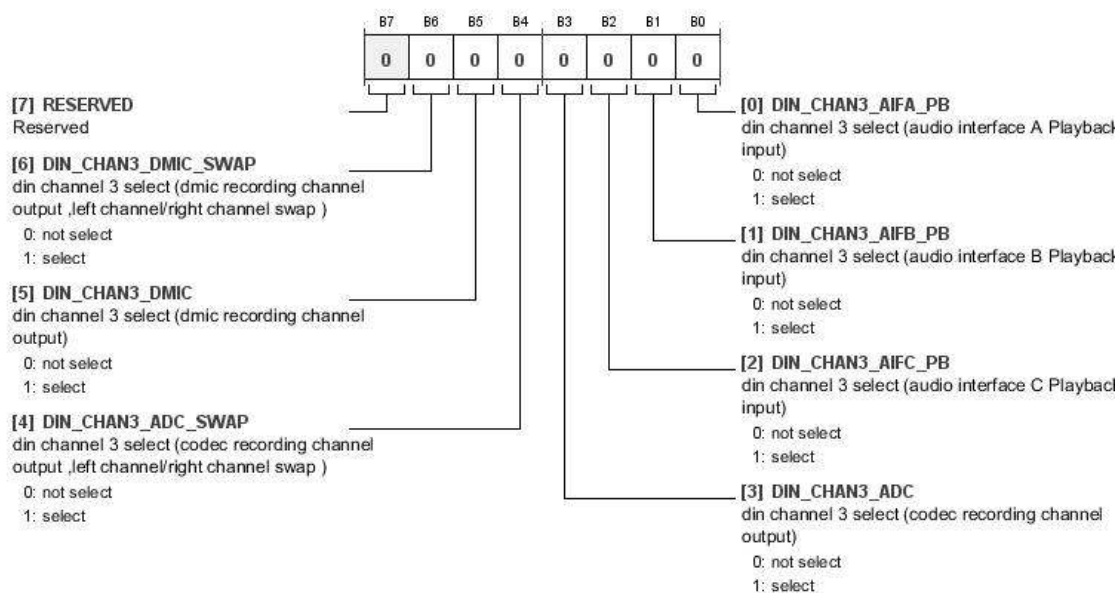 B7 B6 B5 B4 B3 B2 B1 B0
0 0 0 0 0 0 0 0
[7] RESERVED
Reserved
[6] DIN_CHAN3_DMIC_SWAP
din channel 3 select (dmic recording channel
output ,left channel/right channel swap )
0: not select
1: select
[5] DIN_CHAN3_DMIC
din channel 3 select (dmic recording channel
output)
0: not select
1: select
[4] DIN_CHAN3_ADC_SWAP
din channel 3 select (codec recording channel
output ,left channel/right channel swap )
0: not select
1: select
[0] DIN_CHAN3_AIFA_PB
din channel 3 select (audio interface A Playback
input)
0: not select
1: select
[1] DIN_CHAN3_AIFB_PB
din channel 3 select (audio interface B Playback
input)
0: not select
1: select
[2] DIN_CHAN3_AIFC_PB
din channel 3 select (audio interface C Playback
input)
0: not select
1: select
[3] DIN_CHAN3_ADC
din channel 3 select (codec recording channel
output)
0: not select
1: select